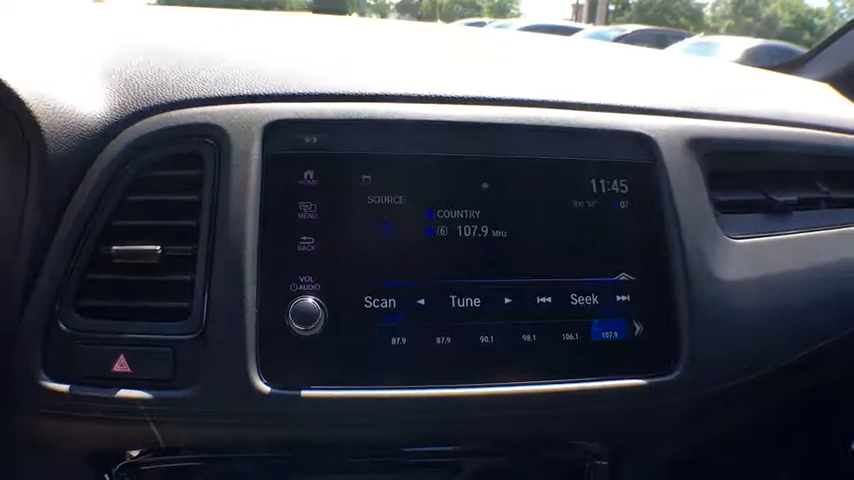 HOME
MENU
BACK
VOL
AUDIO
SOURCE
COUNTRY
(6) 107.9 MHz
11:45
07
Scan Tune Seek
87.9 87.9 90.1 98.1 106.1 107.9